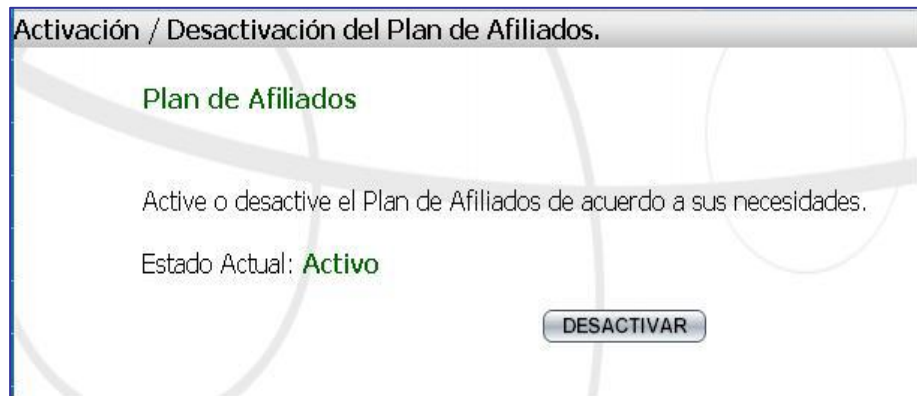 Activación / Desactivación del Plan de Afiliados.
Plan de Afiliados
Active o desactive el Plan de Afiliados de acuerdo a sus necesidades.
Estado Actual: Activo
DESACTIVAR